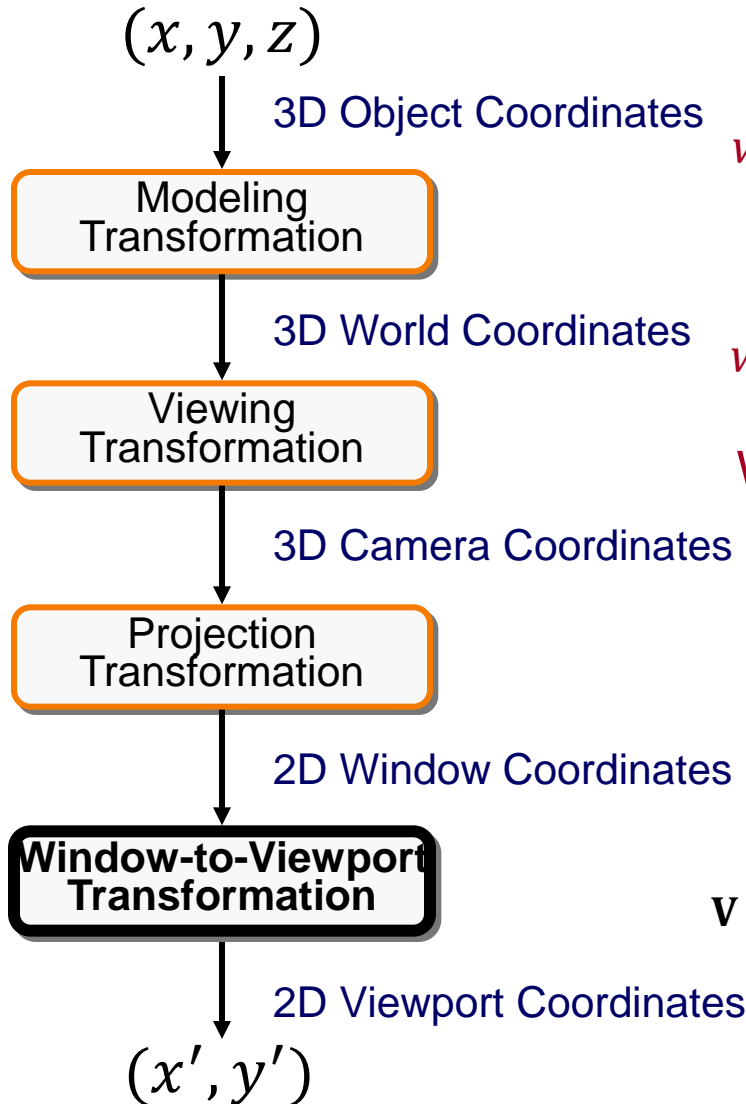 (x, y, z)
3D Object Coordinates
v
Modeling
Transformation
3D World Coordinates
v
Viewing
Transformation
3D Camera Coordinates
Projection
Transformation
2D Window Coordinates
Window-to-Viewport
Transformation
V
2D Viewport Coordinates
(x′, y′)